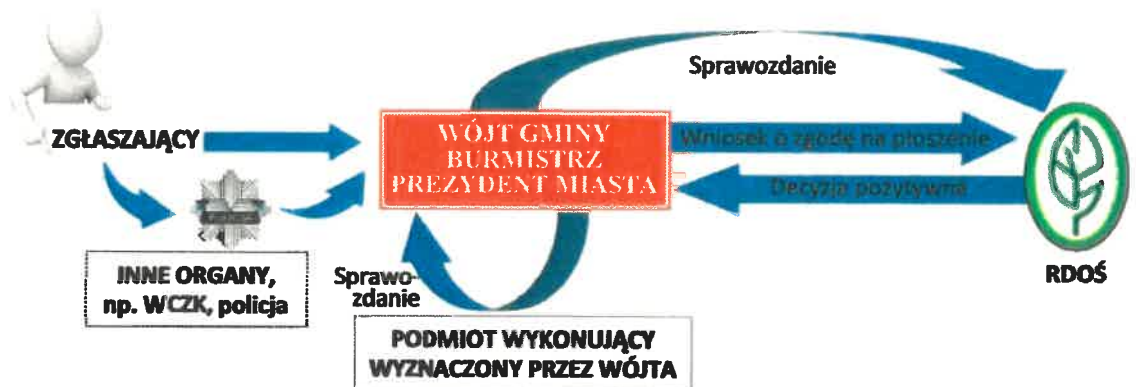 Sprawozdanie
ZGŁASZAJĄCY
WÓJT GMINY
BURMISTRZ
PREZYDENT MIASTA
Wniosek o zgodę na płoszenie
Decyzja pozytywna
RDOŚ
INNE ORGANY,
np. WCZK, policja
Sprawo-
zdanie
PODMIOT WYKONUJĄCY
WYZNACZONY PRZEZ WÓJTA